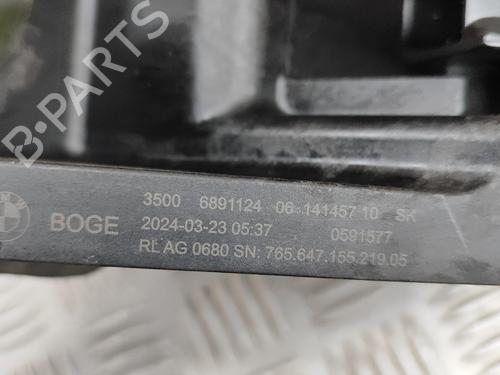 B-PARTS
3500 6891124 06 141457 10 SK
BOGE 2024-03-23 05:37 0591577
RL AG 0680 SN: 765.647.155.219.05